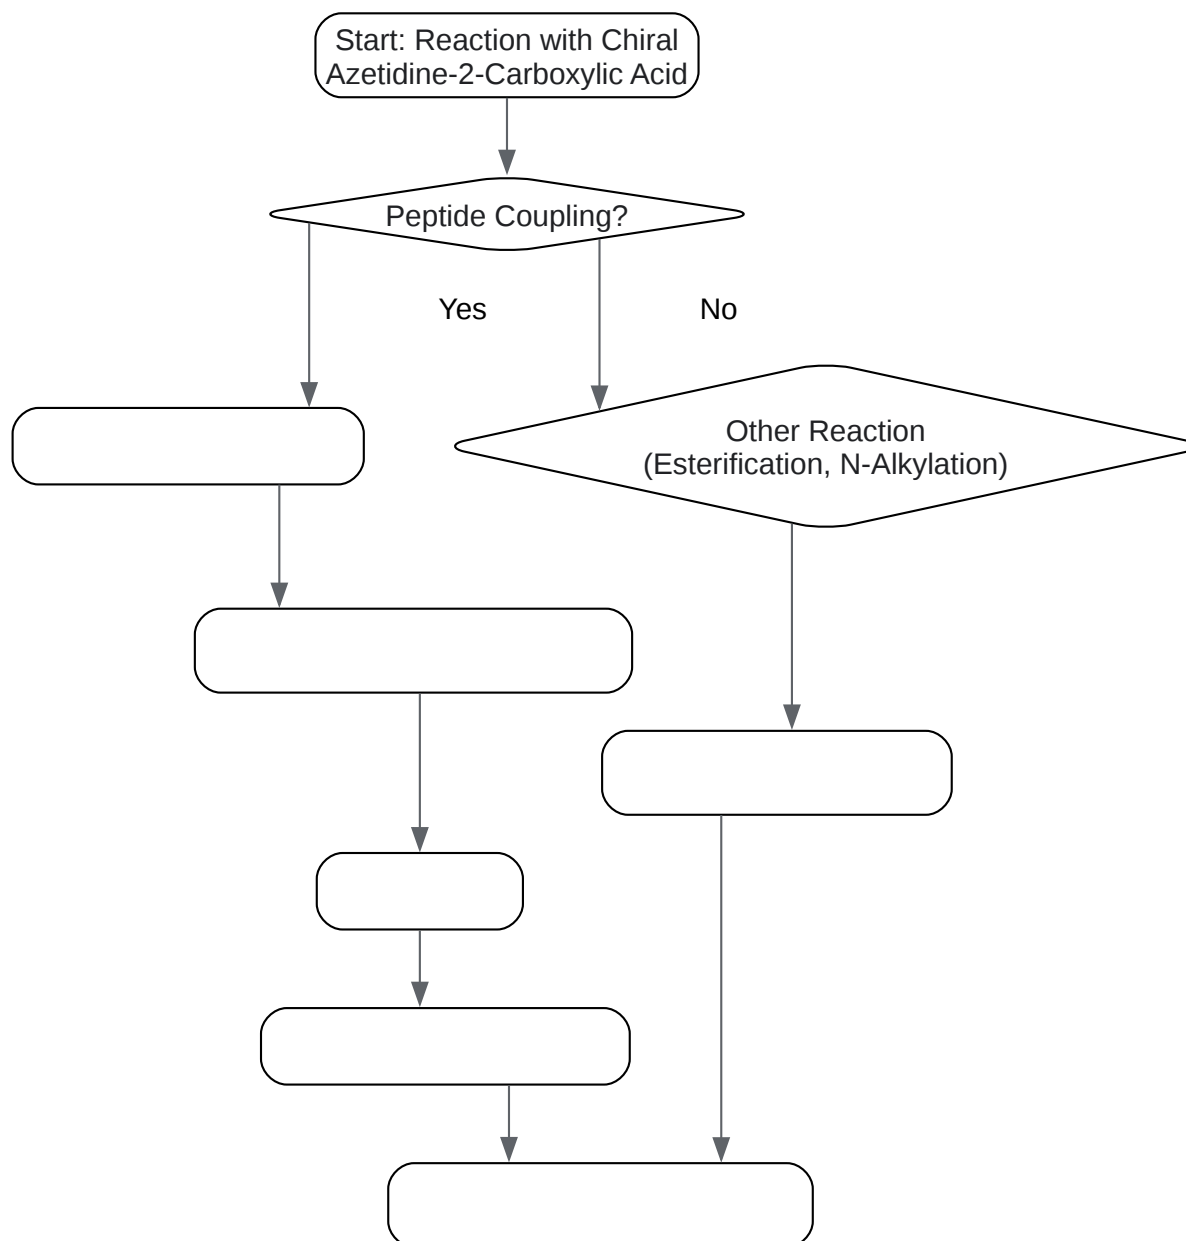 Start: Reaction with Chiral
Azetidine-2-Carboxylic Acid
Peptide Coupling?
Yes
No
Other Reaction
(Esterification, N-Alkylation)